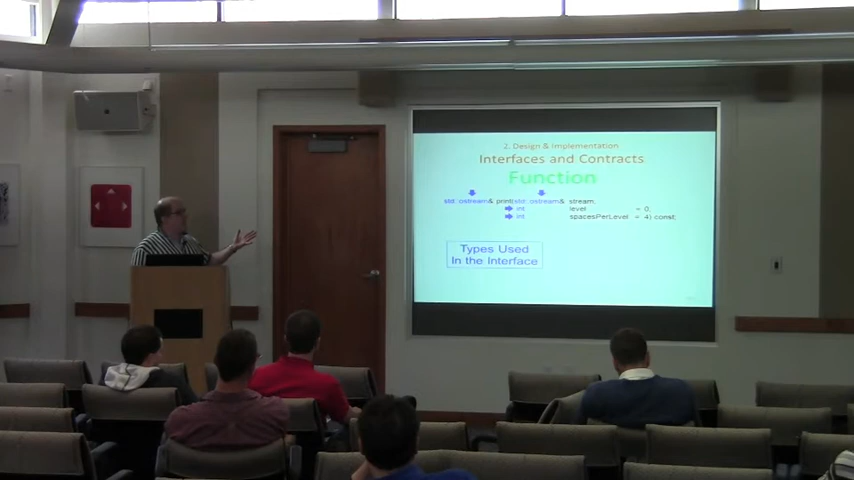 2. Design & Implementation
Interfaces and Contracts
Function
std::ostream& print(std::ostream& stream,
int level = 0,
int spacesPerLevel = 4) const;
Types Used
In the Interface